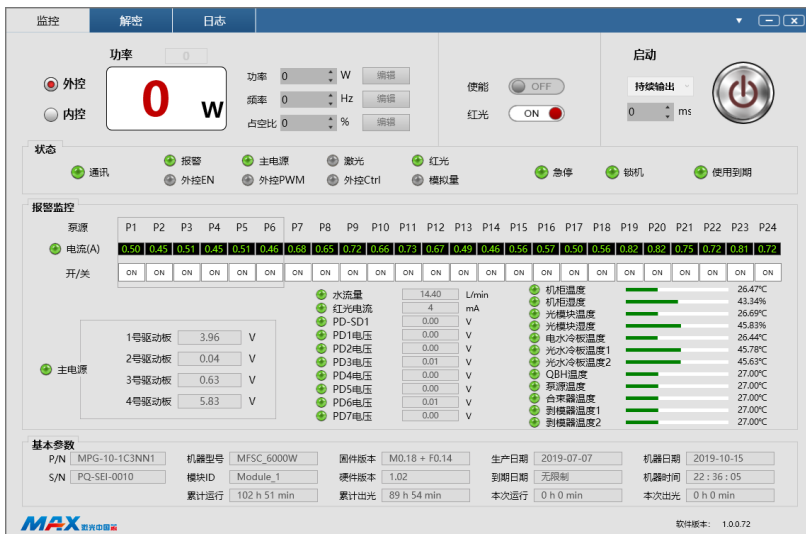 监控 解密 日志
功率 0
启动
外控
内控
0 W
功率 0 W 编辑
频率 0 Hz 编辑
占空比 0 % 编辑
使能 OFF
红光 ON
持续输出
0 ms
状态
通讯 报警 主电源 激光 红光 急停 锁机 使用到期
外控EN 外控PWM 外控Ctrl 模拟量
报警监控
泵源 P1 P2 P3 P4 P5 P6 P7 P8 P9 P10 P11 P12 P13 P14 P15 P16 P17 P18 P19 P20 P21 P22 P23 P24
电流(A) 0.50 0.45 0.51 0.45 0.51 0.46 0.68 0.65 0.72 0.66 0.73 0.67 0.49 0.46 0.56 0.57 0.50 0.56 0.82 0.82 0.75 0.72 0.81 0.72
开/关 ON ON ON ON ON ON ON ON ON ON ON ON ON ON ON ON ON ON ON ON ON ON ON ON
主电源
1号驱动板 3.96 V
2号驱动板 0.04 V
3号驱动板 0.63 V
4号驱动板 5.83 V
水流量 14.40 L/min
红光电流 4 mA
PD-SD1 0.00 V
PD1电压 0.00 V
PD2电压 0.00 V
PD3电压 0.01 V
PD4电压 0.00 V
PD5电压 0.00 V
PD6电压 0.01 V
PD7电压 0.00 V
机柜温度 26.47℃
机柜湿度 43.34%
光模块温度 26.69℃
光模块湿度 45.83%
电水冷板温度 26.44℃
光水冷板温度1 45.78℃
光水冷板温度2 45.63℃
QBH温度 27.00℃
泵源温度 27.00℃
合束器温度 27.00℃
剥模器温度1 27.00℃
剥模器温度2 27.00℃
基本参数
P/N MPG-10-1C3NN1 机器型号 MFSC_6000W 固件版本 M0.18 + F0.14 生产日期 2019-07-07 机器日期 2019-10-15
S/N PQ-SEI-0010 模块ID Module_1 硬件版本 1.02 到期日期 无限制 机器时间 22 : 36 : 05
累计运行 102 h 51 min 累计出光 89 h 54 min 本次运行 0 h 0 min 本次出光 0 h 0 min
MAX
软件版本: 1.0.0.72